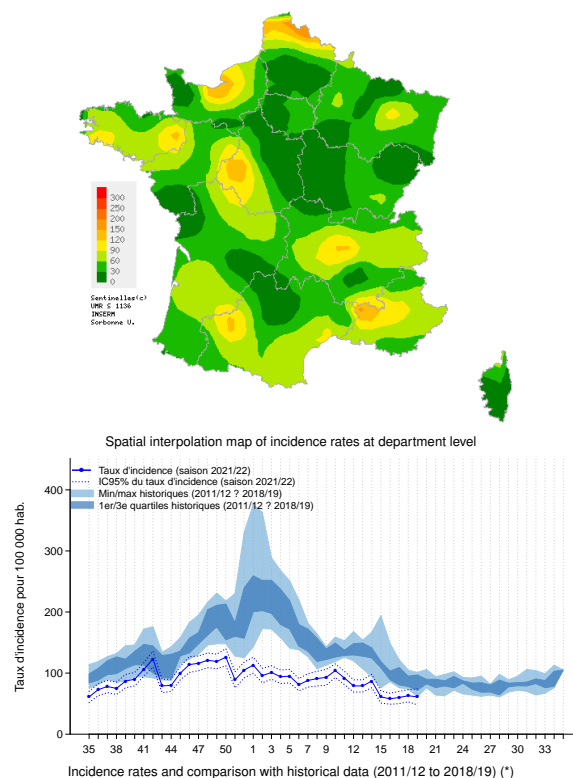 300
250
200
150
120
90
60
30
0
Sentinelles(c)
UMR S 1136
INSERM
Sorbonne U.
Spatial interpolation map of incidence rates at department level
Taux d'incidence (saison 2021/22)
IC95% du taux d'incidence (saison 2021/22)
Min/max historiques (2011/12 ? 2018/19)
1er/3e quartiles historiques (2011/12 ? 2018/19)
Taux d'incidence pour 100 000 hab.
400
300
200
100
0
35 38 41 44 47 50 1 3 5 7 9 11 13 15 17 19 21 24 27 30 33
Incidence rates and comparison with historical data (2011/12 to 2018/19) (*)